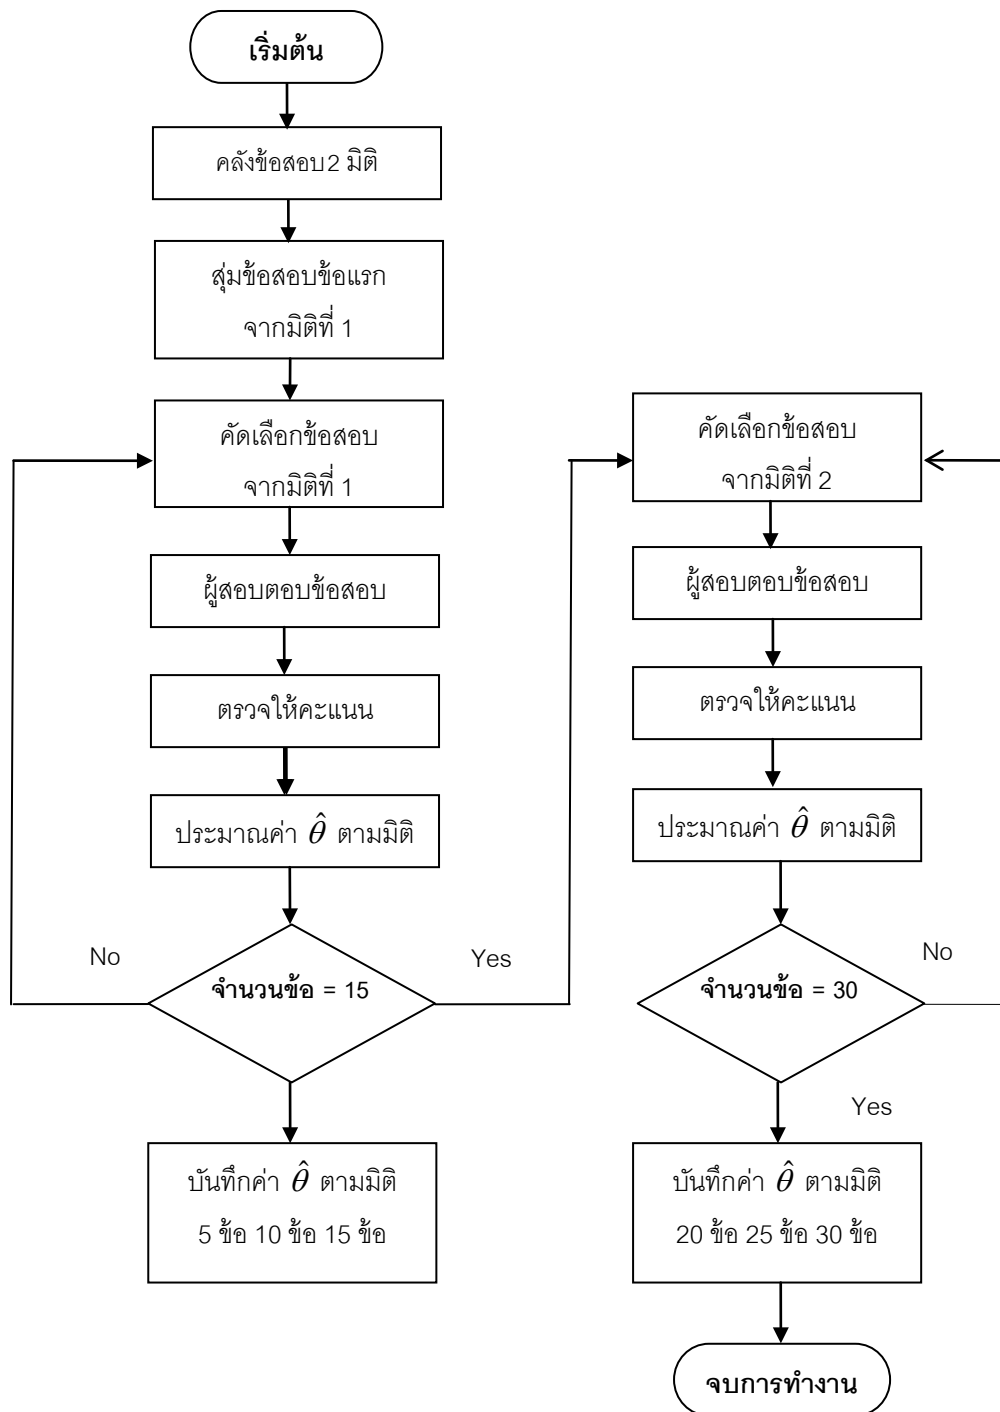 เริ่มต้น
คลังข้อสอบ2 มิติ
สุ่มข้อสอบข้อแรก
จากมิติที่ 1
คัดเลือกข้อสอบ
จากมิติที่ 1
ผู้สอบตอบข้อสอบ
ตรวจให้คะแนน
ประมาณค่า θ̂ ตามมิติ
No
จำนวนข้อ = 15
Yes
บันทึกค่า θ̂ ตามมิติ
5 ข้อ 10 ข้อ 15 ข้อ
คัดเลือกข้อสอบ
จากมิติที่ 2
ผู้สอบตอบข้อสอบ
ตรวจให้คะแนน
ประมาณค่า θ̂ ตามมิติ
No
จำนวนข้อ = 30
Yes
บันทึกค่า θ̂ ตามมิติ
20 ข้อ 25 ข้อ 30 ข้อ
จบการทำงาน